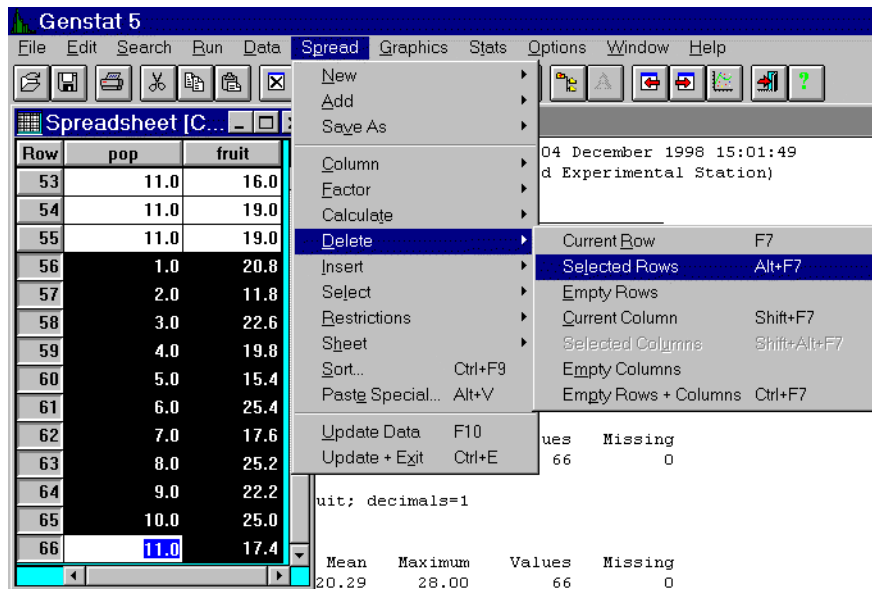 Genstat 5
File Edit Search Run Data Spread Graphics Stats Options Window Help
Spreadsheet [C...
Row pop fruit
53 11.0 16.0
54 11.0 19.0
55 11.0 19.0
56 1.0 20.8
57 2.0 11.8
58 3.0 22.6
59 4.0 19.8
60 5.0 15.4
61 6.0 25.4
62 7.0 17.6
63 8.0 25.2
64 9.0 22.2
65 10.0 25.0
66 11.0 17.4
New
Add
Save As
Column
Factor
Calculate
Delete
Insert
Select
Restrictions
Sheet
Sort... Ctrl+F9
Paste Special... Alt+V
Update Data F10
Update + Exit Ctrl+E
Current Row F7
Selected Rows Alt+F7
Empty Rows
Current Column Shift+F7
Selected Columns Shift+Alt+F7
Empty Columns
Empty Rows + Columns Ctrl+F7
04 December 1998 15:01:49
d Experimental Station)
ues Missing
66 0
uit; decimals=1
Mean Maximum Values Missing
20.29 28.00 66 0